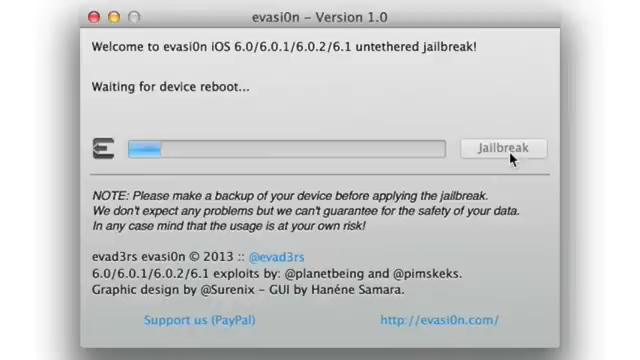 evasi0n - Version 1.0
Welcome to evasi0n iOS 6.0/6.0.1/6.0.2/6.1 untethered jailbreak!
Waiting for device reboot...
Jailbreak
NOTE: Please make a backup of your device before applying the jailbreak.
We don't expect any problems but we can't guarantee for the safety of your data.
In any case mind that the usage is at your own risk!
evad3rs evasi0n © 2013 :: @evad3rs
6.0/6.0.1/6.0.2/6.1 exploits by: @planetbeing and @pimskeks.
Graphic design by @Surenix - GUI by Hanéne Samara.
Support us (PayPal) http://evasi0n.com/